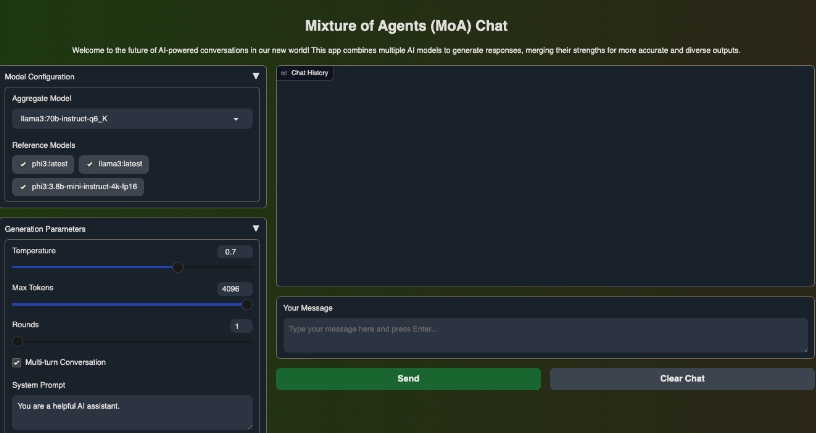 Mixture of Agents (MoA) Chat
Welcome to the future of AI-powered conversations in our new world! This app combines multiple AI models to generate responses, merging their strengths for more accurate and diverse outputs.
Model Configuration
Aggregate Model
llama3:70b-instruct-q6_K
Reference Models
phi3:latest
llama3:latest
phi3:3.8b-mini-instruct-4k-fp16
Generation Parameters
Temperature
0.7
Max Tokens
4096
Rounds
1
Multi-turn Conversation
System Prompt
You are a helpful AI assistant.
Chat History
Your Message
Type your message here and press Enter...
Send
Clear Chat